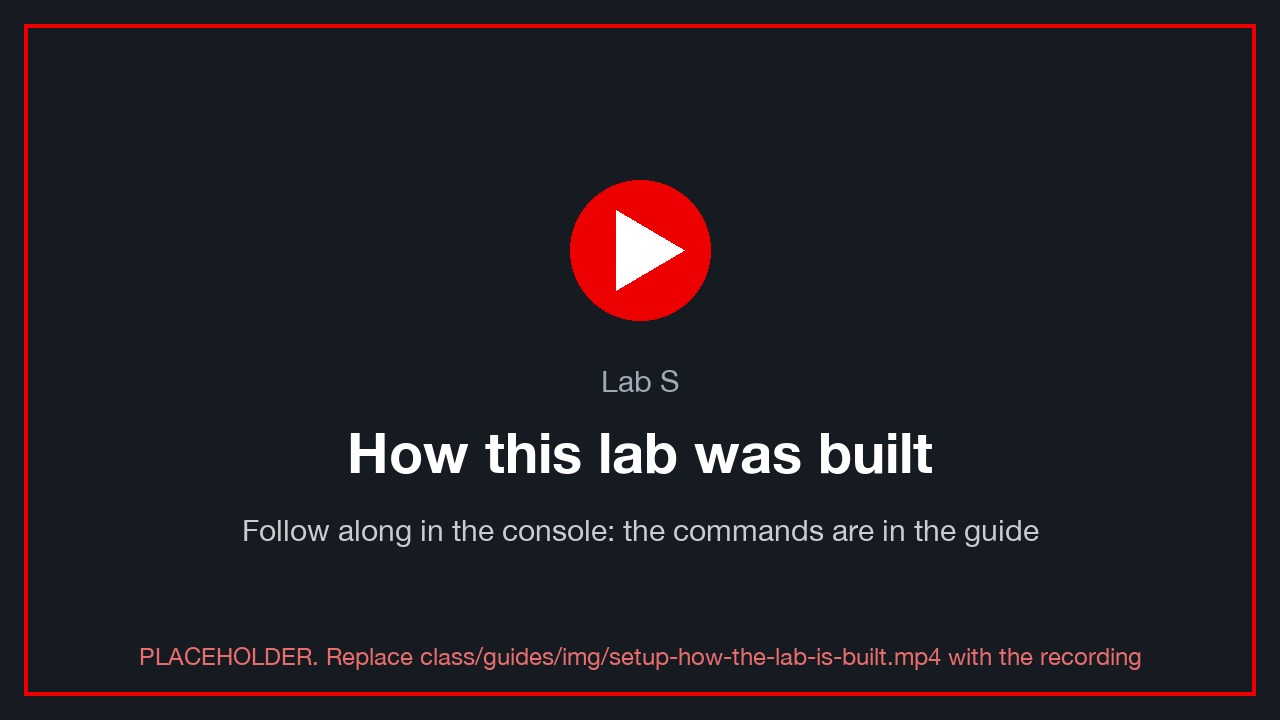 Lab S
How this lab was built
Follow along in the console: the commands are in the guide
PLACEHOLDER. Replace class/guides/img/setup-how-the-lab-is-built.mp4 with the recording